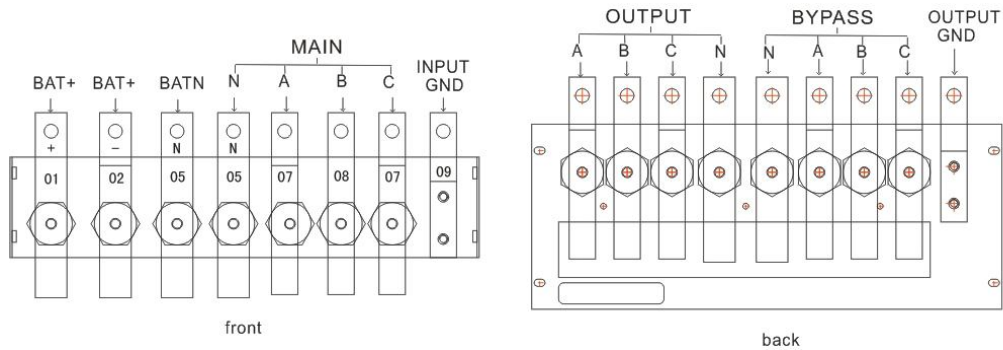 MAIN
BAT+ BAT+ BATN N A B C INPUT GND
+ − N N
01 02 05 05 07 08 07 09
front
OUTPUT BYPASS OUTPUT GND
A B C N N A B C
back